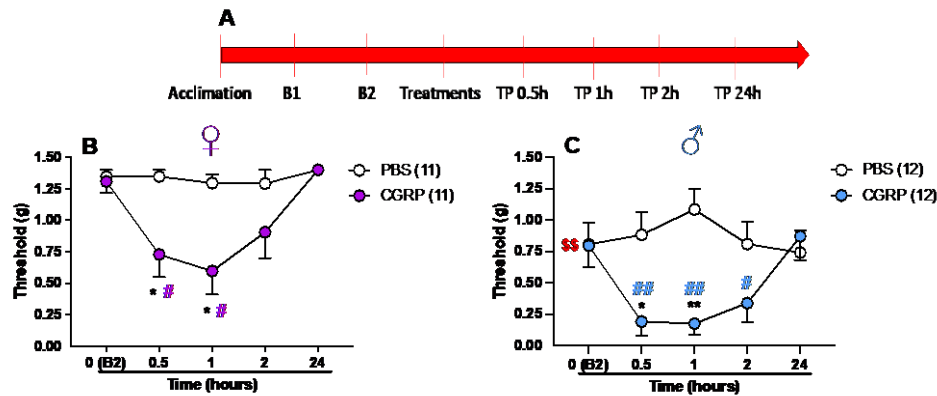 A
Acclimation B1 B2 Treatments TP 0.5h TP 1h TP 2h TP 24h
B ♀
PBS (11)
CGRP (11)
Threshold (g)
1.50
1.25
1.00
0.75
0.50
0.25
0.00
* #
* #
0 (B2) 0.5 1 2 24
Time (hours)
C ♂
PBS (12)
CGRP (12)
Threshold (g)
1.50
1.25
1.00
0.75
0.50
0.25
0.00
$$
## ## #
* **
0 (B2) 0.5 1 2 24
Time (hours)